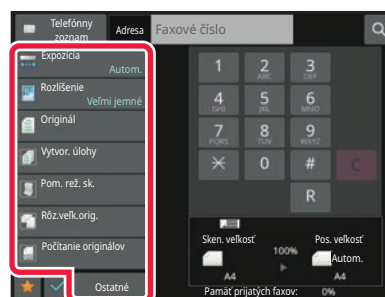 Telefónny
zoznam
Adresa
Faxové číslo
Expozícia
Autom.
Rozlíšenie
Veľmi jemné
Originál
Vytvor. úlohy
Pom. rež. sk.
Rôz.veľk.orig.
Počítanie originálov
Ostatné
1
2
ABC
3
DEF
4
GHI
5
JKL
6
MNO
7
PQRS
8
TUV
9
WXYZ
0
#
C
R
Sken. veľkosť
A4
100%
Pos. veľkosť
Autom.
A4
Pamäť prijatých faxov:
0%